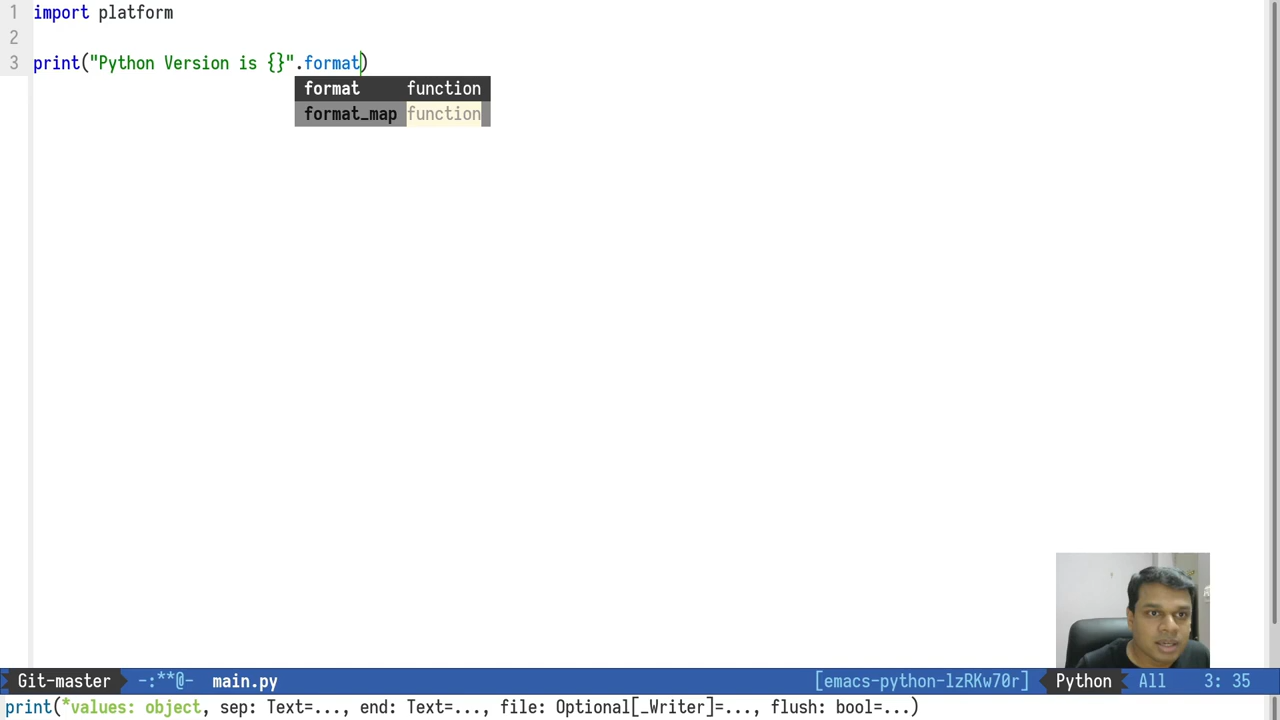 1 import platform
2
3 print("Python Version is {}".format)
format function
format_map function
Git-master -:**@- main.py [emacs-python-lzRKw70r] Python All 3: 35
print(*values: object, sep: Text=..., end: Text=..., file: Optional[_Writer]=..., flush: bool=...)